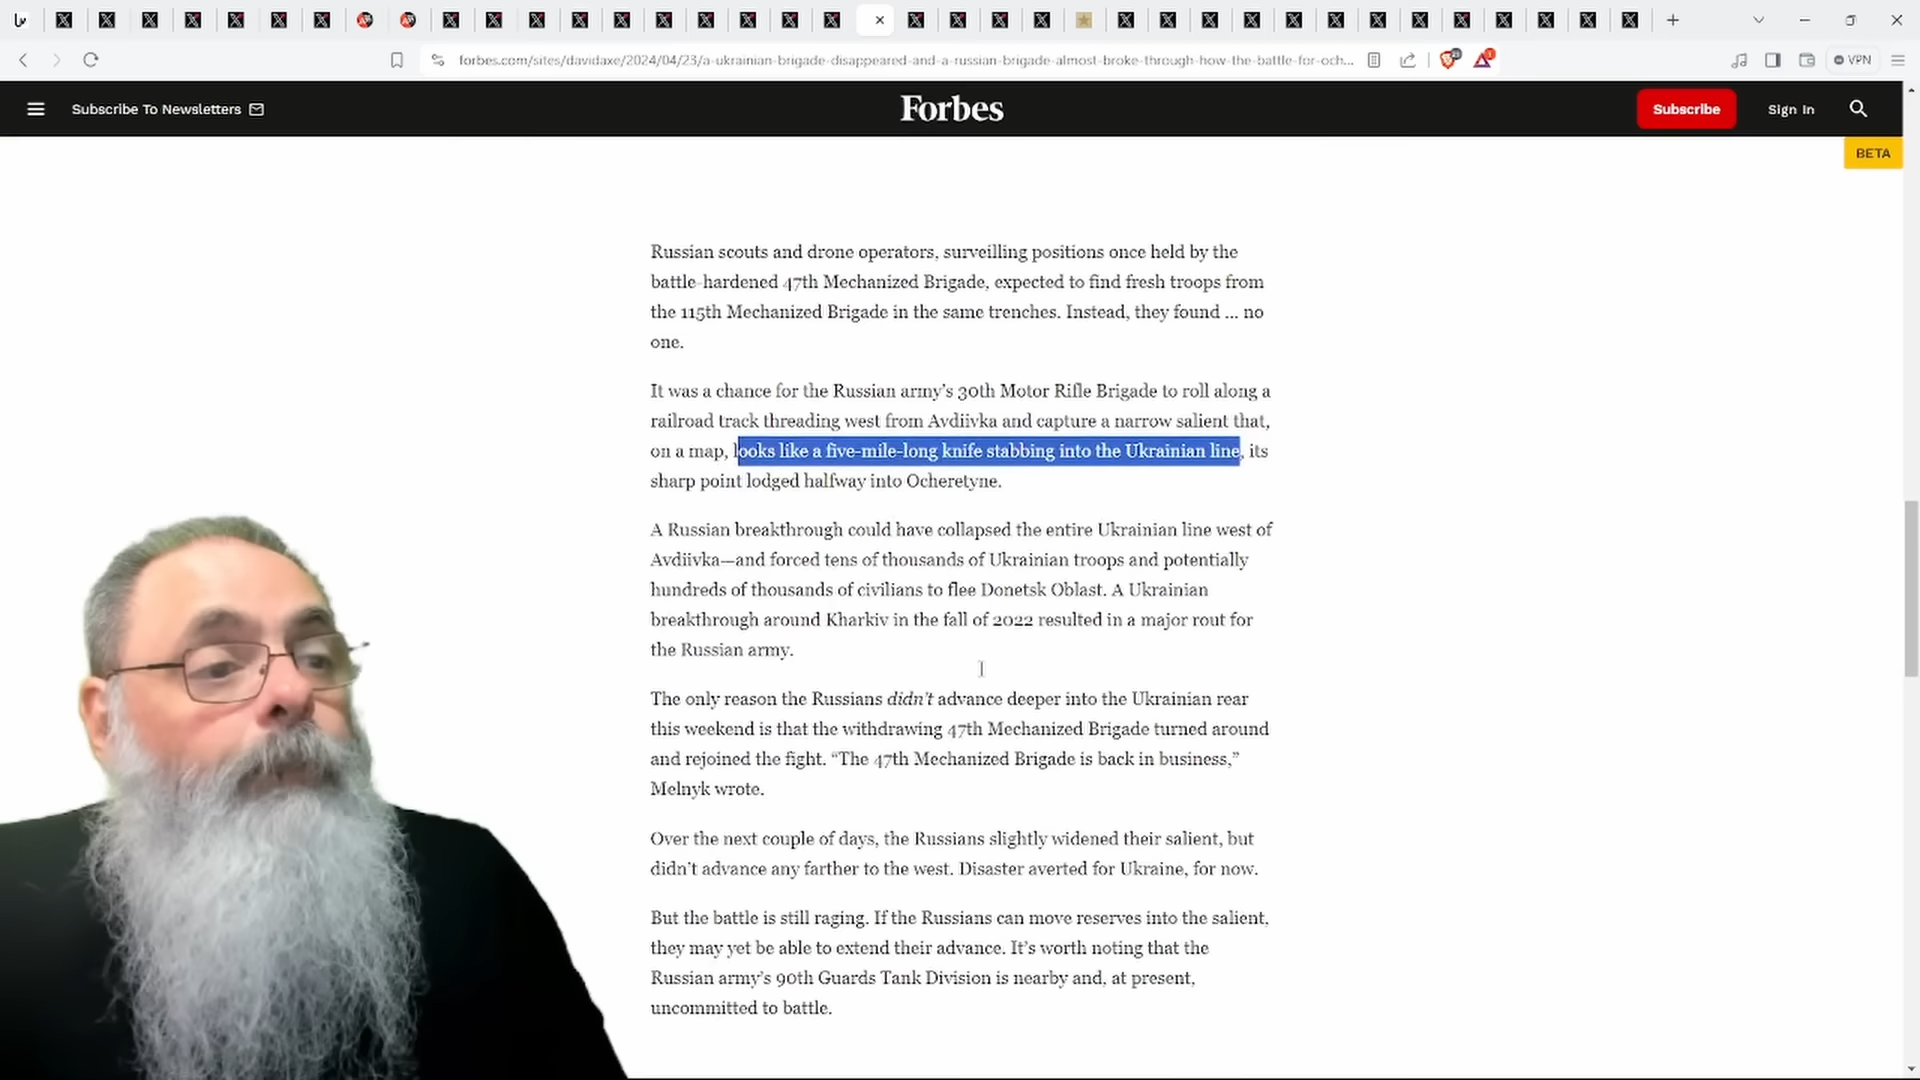 forbes.com/sites/davidaxe/2024/04/23/a-ukrainian-brigade-disappeared-and-a-russian-brigade-almost-broke-through-how-the-battle-for-och...
VPN
Subscribe To Newsletters
Forbes
Subscribe
Sign In
BETA
Russian scouts and drone operators, surveilling positions once held by the
battle-hardened 47th Mechanized Brigade, expected to find fresh troops from
the 115th Mechanized Brigade in the same trenches. Instead, they found ... no
one.
It was a chance for the Russian army’s 30th Motor Rifle Brigade to roll along a
railroad track threading west from Avdiivka and capture a narrow salient that,
on a map, looks like a five-mile-long knife stabbing into the Ukrainian line, its
sharp point lodged halfway into Ocheretyne.
A Russian breakthrough could have collapsed the entire Ukrainian line west of
Avdiivka—and forced tens of thousands of Ukrainian troops and potentially
hundreds of thousands of civilians to flee Donetsk Oblast. A Ukrainian
breakthrough around Kharkiv in the fall of 2022 resulted in a major rout for
the Russian army.
The only reason the Russians didn’t advance deeper into the Ukrainian rear
this weekend is that the withdrawing 47th Mechanized Brigade turned around
and rejoined the fight. “The 47th Mechanized Brigade is back in business,”
Melnyk wrote.
Over the next couple of days, the Russians slightly widened their salient, but
didn’t advance any farther to the west. Disaster averted for Ukraine, for now.
But the battle is still raging. If the Russians can move reserves into the salient,
they may yet be able to extend their advance. It’s worth noting that the
Russian army’s 90th Guards Tank Division is nearby and, at present,
uncommitted to battle.